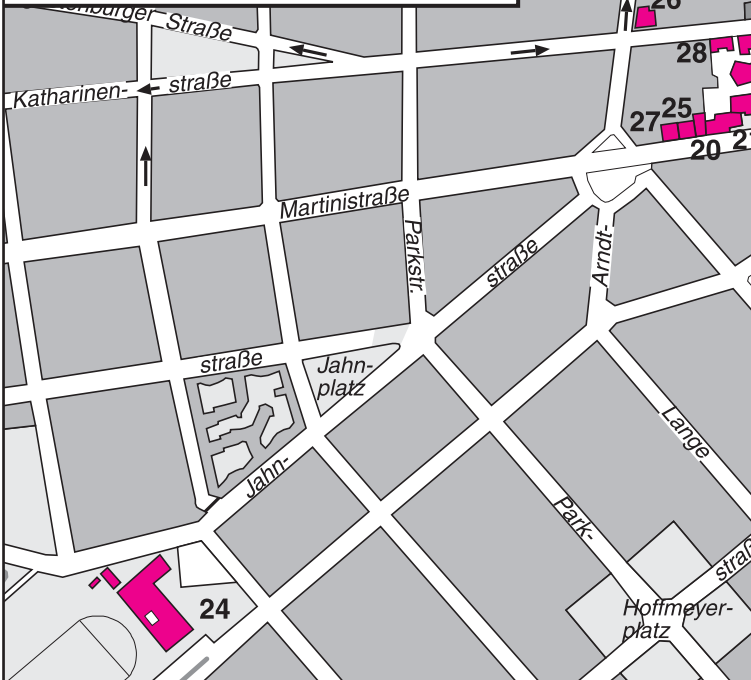 Straße
26
28
Katharinen-
straße
25
27
20
Martinistraße
Parkstr.
straße
Arndt-
straße
Jahn-
platz
Lange
Jahn-
Park-
24
Hoffmeyer-
platz